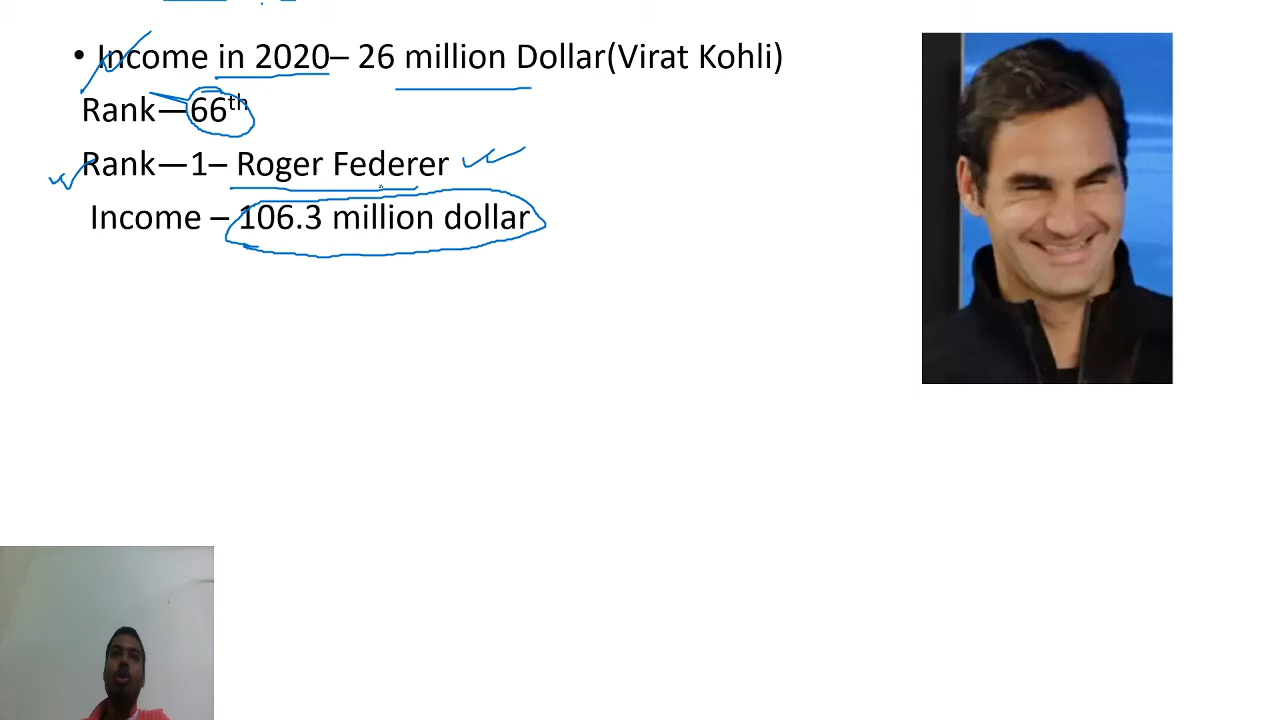 • Income in 2020– 26 million Dollar(Virat Kohli)
Rank—66th
Rank—1– Roger Federer
Income – 106.3 million dollar